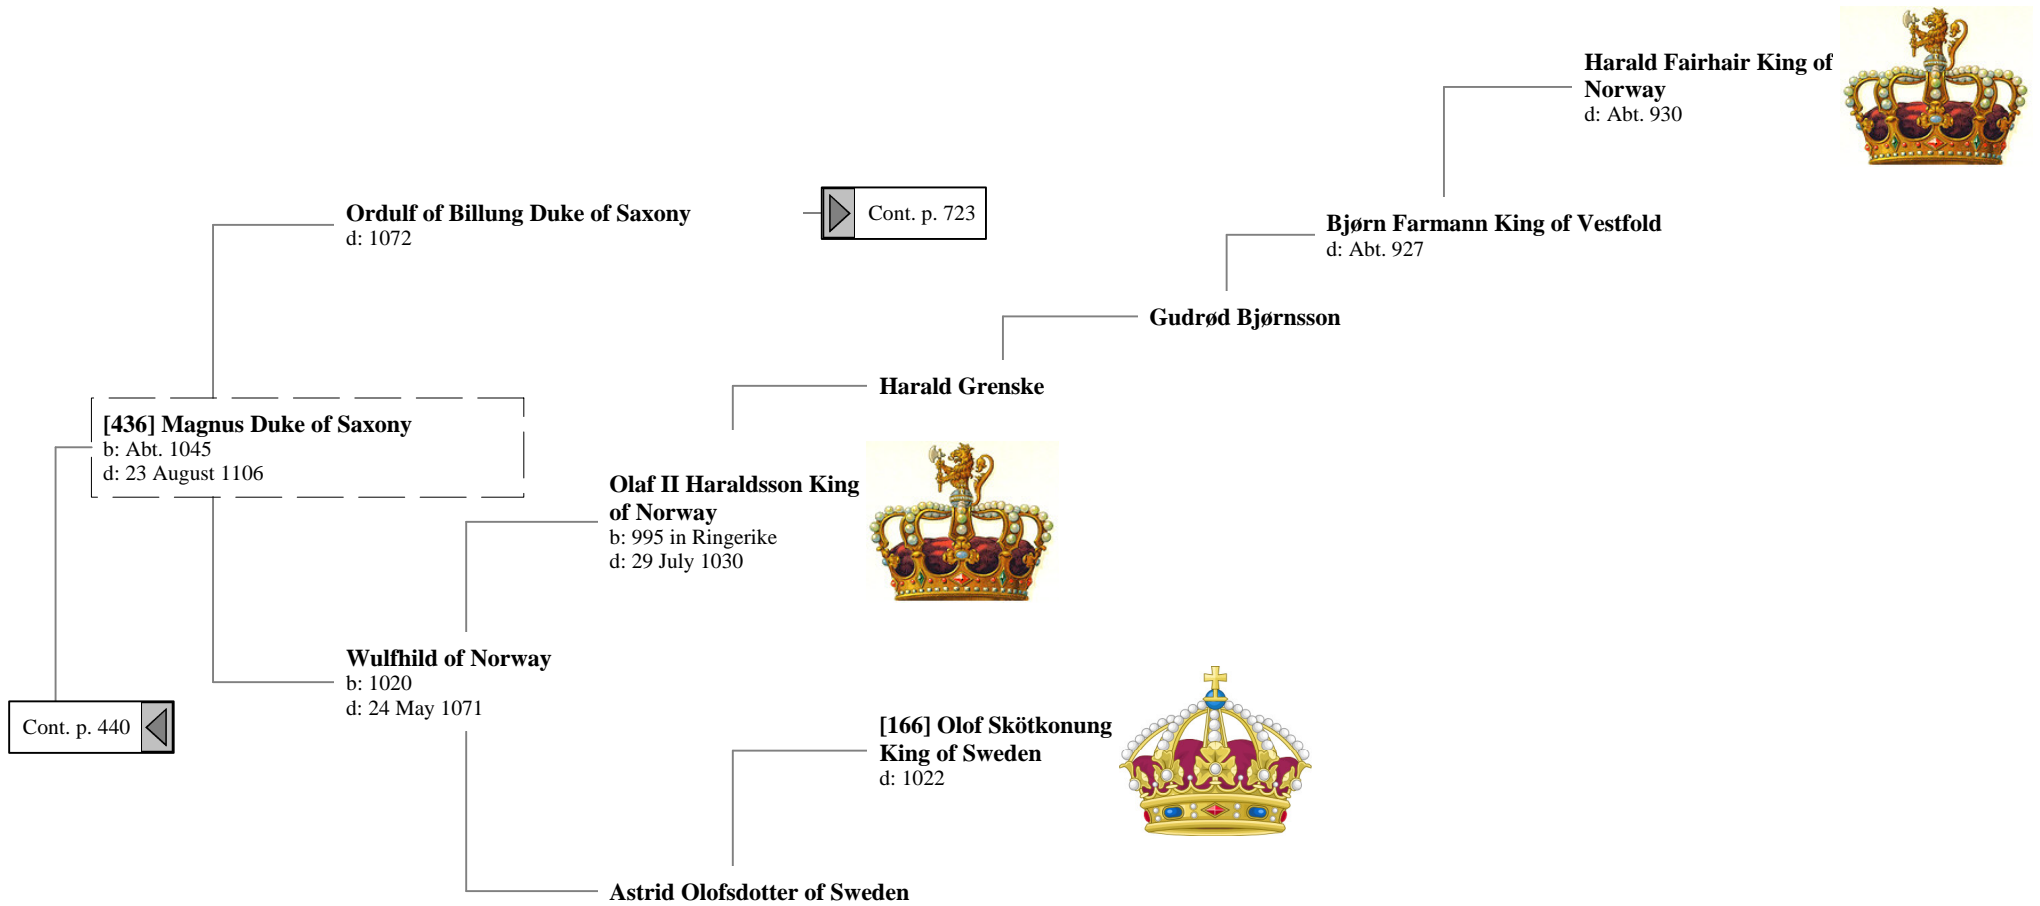 Harald Fairhair King of
Norway
d: Abt. 930
Ordulf of Billung Duke of Saxony
d: 1072
Cont. p. 723
Bjørn Farmann King of Vestfold
d: Abt. 927
Gudrød Bjørnsson
Harald Grenske
[436] Magnus Duke of Saxony
b: Abt. 1045
d: 23 August 1106
Olaf II Haraldsson King
of Norway
b: 995 in Ringerike
d: 29 July 1030
Wulfhild of Norway
b: 1020
d: 24 May 1071
Cont. p. 440
[166] Olof Skötkonung
King of Sweden
d: 1022
Astrid Olofsdotter of Sweden